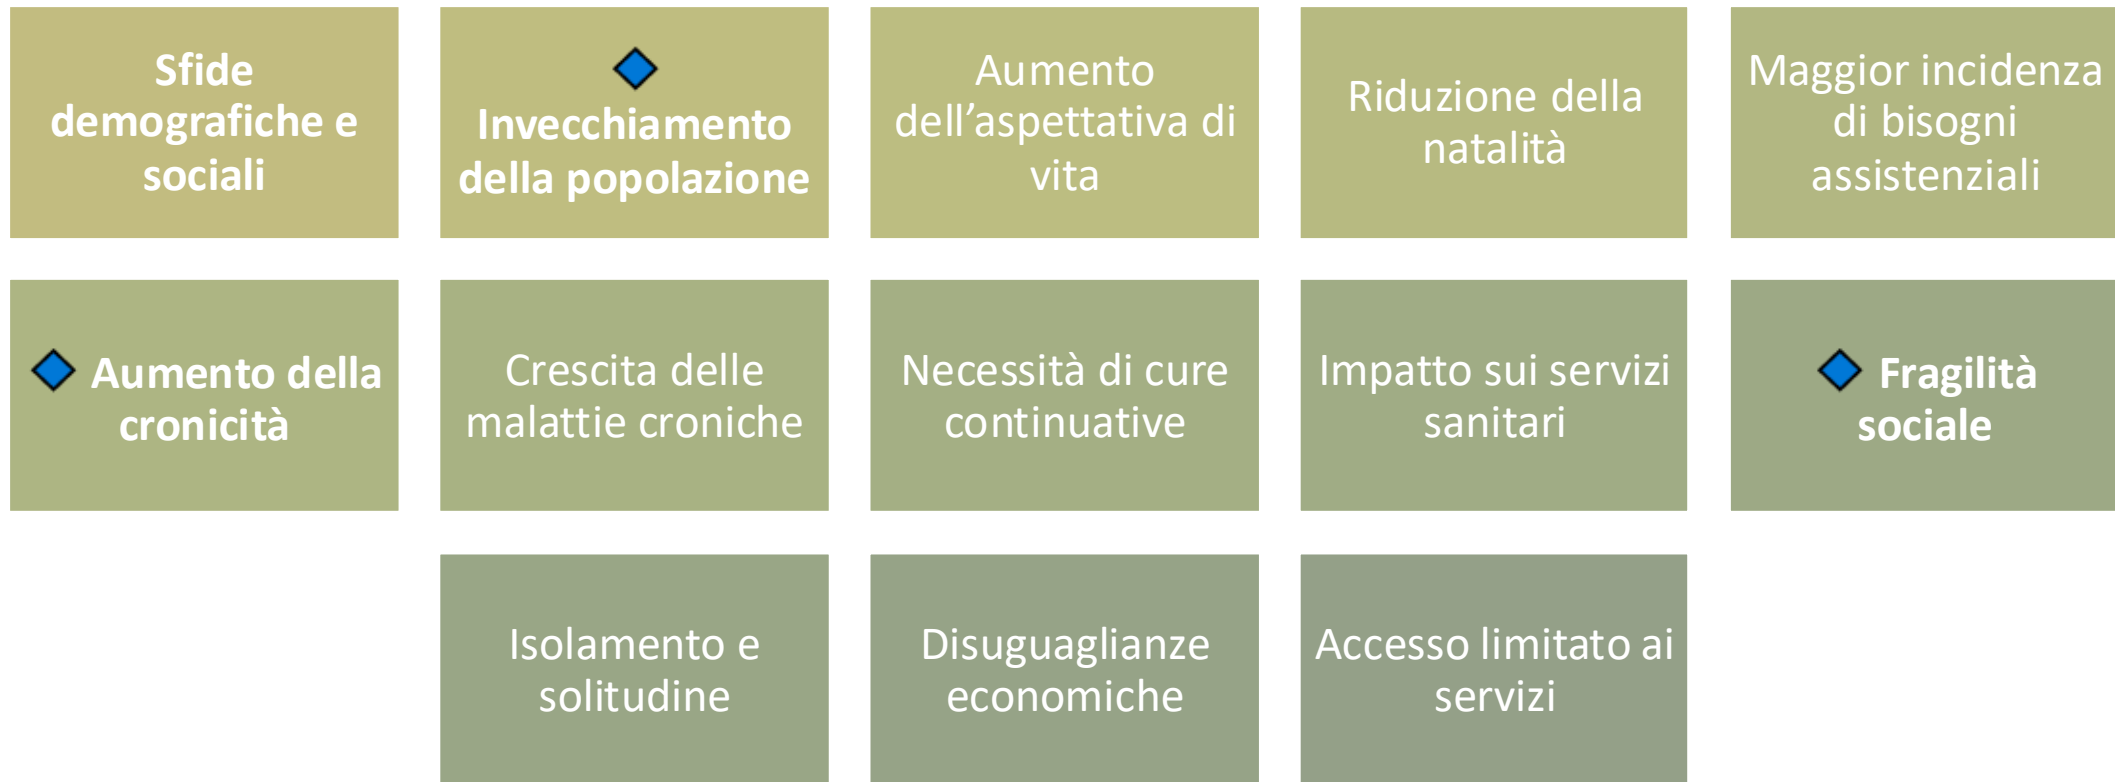 Sfide
demografiche e
sociali
Invecchiamento
della popolazione
Aumento
dell’aspettativa di
vita
Riduzione della
natalità
Maggior incidenza
di bisogni
assistenziali
Aumento della
cronicità
Crescita delle
malattie croniche
Necessità di cure
continuative
Impatto sui servizi
sanitari
Fragilità
sociale
Isolamento e
solitudine
Disuguaglianze
economiche
Accesso limitato ai
servizi